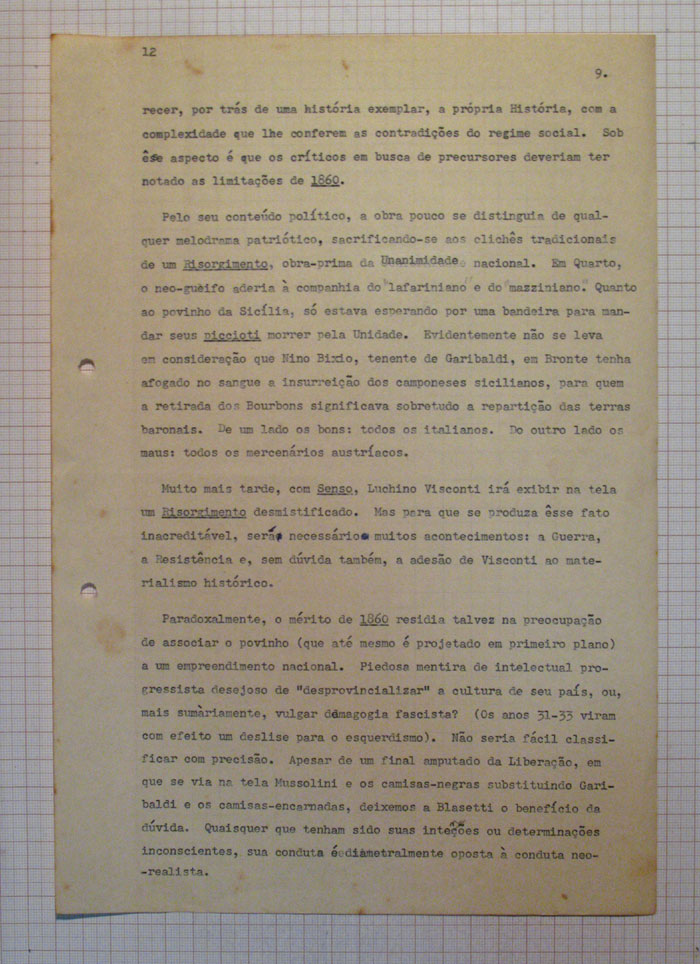 12
9.
recer, por trás de uma história exemplar, a própria História, com a
complexidade que lhe conferem as contradições do regime social. Sob
êsse aspecto é que os críticos em busca de precursores deveriam ter
notado as limitações de 1860.
Pelo seu conteúdo político, a obra pouco se distinguia de qual-
quer melodrama patriótico, sacrificando-se aos clichês tradicionais
de um Risorgimento, obra-prima da Unanimidade nacional. Em Quarto,
o neo-guèlfo aderia à companhia do "lafariniano" e do "mazziniano". Quanto
ao povinho da Sicília, só estava esperando por uma bandeira para man-
dar seus piccioti morrer pela Unidade. Evidentemente não se leva
em consideração que Nino Bixio, tenente de Garibaldi, em Bronte tenha
afogado no sangue a insurreição dos camponeses sicilianos, para quem
a retirada dos Bourbons significava sobretudo a repartição das terras
baronais. De um lado os bons: todos os italianos. Do outro lado os
maus: todos os mercenários austríacos.
Muito mais tarde, com Senso, Luchino Visconti irá exibir na tela
um Risorgimento desmistificado. Mas para que se produza êsse fato
inacreditável, será necessário muitos acontecimentos: a Guerra,
a Resistência e, sem dúvida também, a adesão de Visconti ao mate-
rialismo histórico.
Paradoxalmente, o mérito de 1860 residia talvez na preocupação
de associar o povinho (que até mesmo é projetado em primeiro plano)
a um empreendimento nacional. Piedosa mentira de intelectual pro-
gressista desejoso de "desprovincializar" a cultura de seu país, ou,
mais sumàriamente, vulgar demagogia fascista? (Os anos 31-33 viram
com efeito um deslise para o esquerdismo). Não seria fácil classi-
ficar com precisão. Apesar de um final amputado da Liberação, em
que se via na tela Mussolini e os camisas-negras substituindo Gari-
baldi e os camisas-encarnadas, deixemos a Blasetti o benefício da
dúvida. Quaisquer que tenham sido suas inteções ou determinações
inconscientes, sua conduta é diametralmente oposta à conduta neo-
-realista.